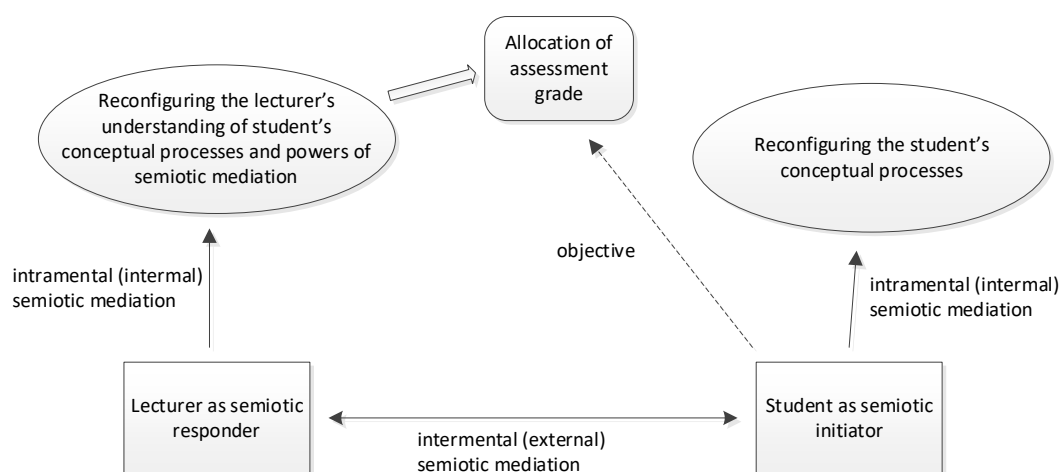 Allocation of
assessment
grade
Reconfiguring the lecturer's
understanding of student's
conceptual processes and powers of
semiotic mediation
Reconfiguring the student's
conceptual processes
objective
intramental (intermal)
semiotic mediation
intramental (intermal)
semiotic mediation
Lecturer as semiotic
responder
Student as semiotic
initiator
intermental (external)
semiotic mediation